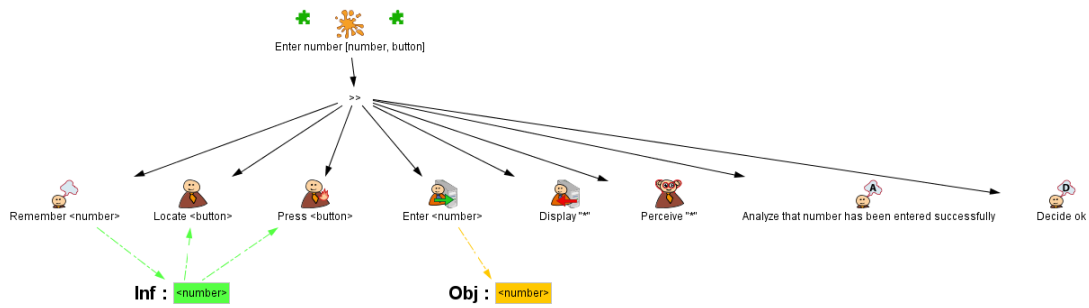 Enter number [number, button]
>>
Remember <number>
Locate <button>
Press <button>
Enter <number>
Display "*"
Perceive "*"
A
Analyze that number has been entered successfully
D
Decide ok
Inf : <number>
Obj : <number>